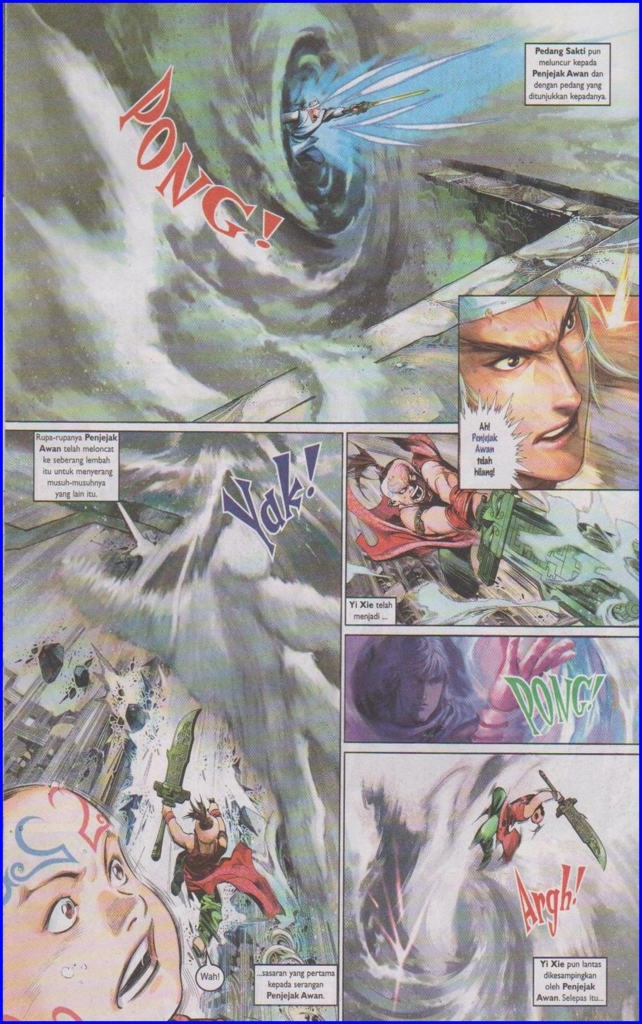 Pedang Sakti pun
meluncur kepada
Penjejak Awan dan
dengan pedang yang
ditunjukkan kepadanya.
PONG!
Ah!
Penjejak
Awan
telah
hilang!
Rupa-rupanya Penjejak
Awan telah meloncat
ke seberang lembah
itu untuk menyerang
musuh-musuhnya
yang lain itu.
Yak!
Yi Xie telah
menjadi ...
PONG!
Wah!
...sasaran yang pertama
kepada serangan
Penjejak Awan.
Argh!
Yi Xie pun lantas
dikesampingkan
oleh Penjejak
Awan. Selepas itu...